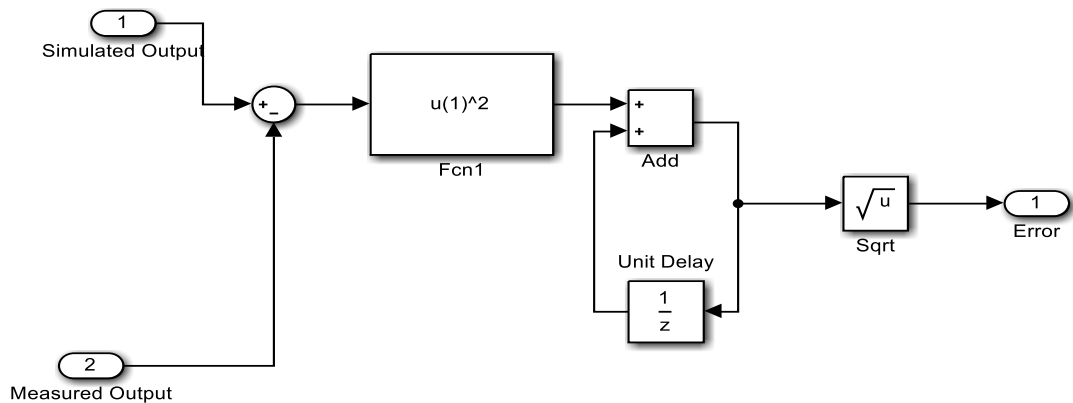 1
Simulated Output
+
−
u(1)^2
Fcn1
+
+
Add
√u
Sqrt
1
Error
Unit Delay
1
z
2
Measured Output